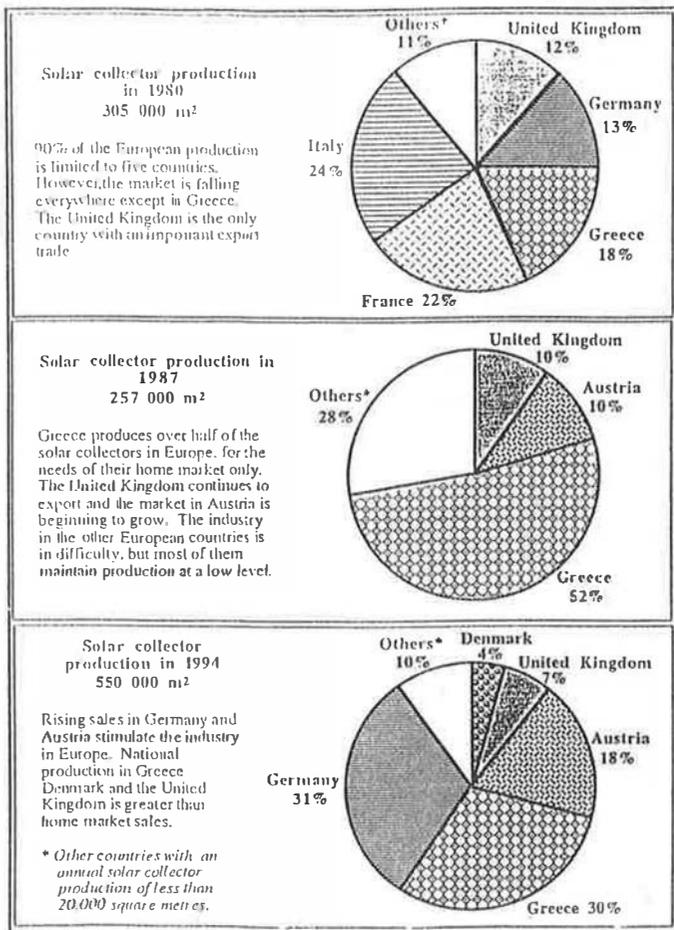 Solar collector production
in 1980
305 000 m²
90% of the European production
is limited to five countries.
However,the market is falling
everywhere except in Greece.
The United Kingdom is the only
country with an important export
trade
Others*
11%
United Kingdom
12%
Germany
13%
Greece
18%
France 22%
Italy
24%
Solar collector production in
1987
257 000 m²
Greece produces over half of the
solar collectors in Europe, for the
needs of their home market only.
The United Kingdom continues to
export and the market in Austria is
beginning to grow. The industry
in the other European countries is
in difficulty, but most of them
maintain production at a low level.
United Kingdom
10%
Austria
10%
Greece
52%
Others*
28%
Solar collector
production in 1994
550 000 m²
Rising sales in Germany and
Austria stimulate the industry
in Europe. National
production in Greece
Denmark and the United
Kingdom is greater than
home market sales.
* Other countries with an
annual solar collector
production of less than
20.000 square metres.
Others*
10%
Denmark
4%
United Kingdom
7%
Austria
18%
Greece 30%
Germany
31%